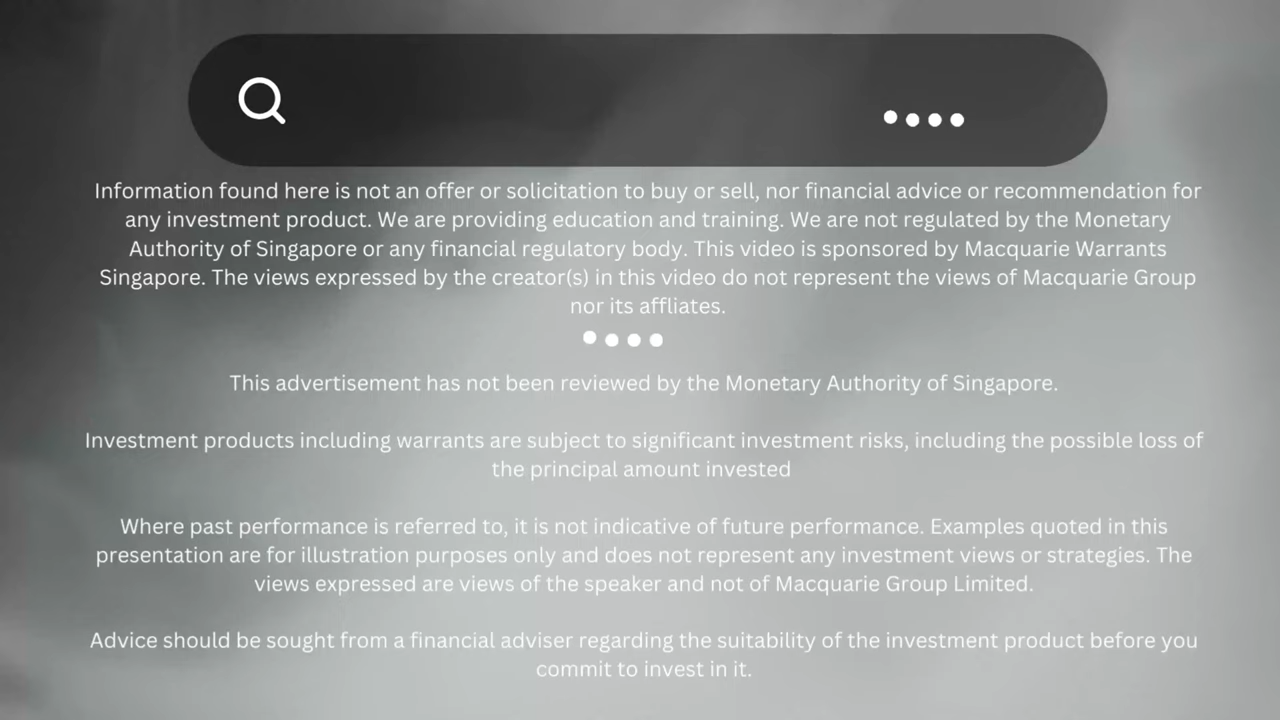 Information found here is not an offer or solicitation to buy or sell, nor financial advice or recommendation for
any investment product. We are providing education and training. We are not regulated by the Monetary
Authority of Singapore or any financial regulatory body. This video is sponsored by Macquarie Warrants
Singapore. The views expressed by the creator(s) in this video do not represent the views of Macquarie Group
nor its affliates.
This advertisement has not been reviewed by the Monetary Authority of Singapore.
Investment products including warrants are subject to significant investment risks, including the possible loss of
the principal amount invested
Where past performance is referred to, it is not indicative of future performance. Examples quoted in this
presentation are for illustration purposes only and does not represent any investment views or strategies. The
views expressed are views of the speaker and not of Macquarie Group Limited.
Advice should be sought from a financial adviser regarding the suitability of the investment product before you
commit to invest in it.